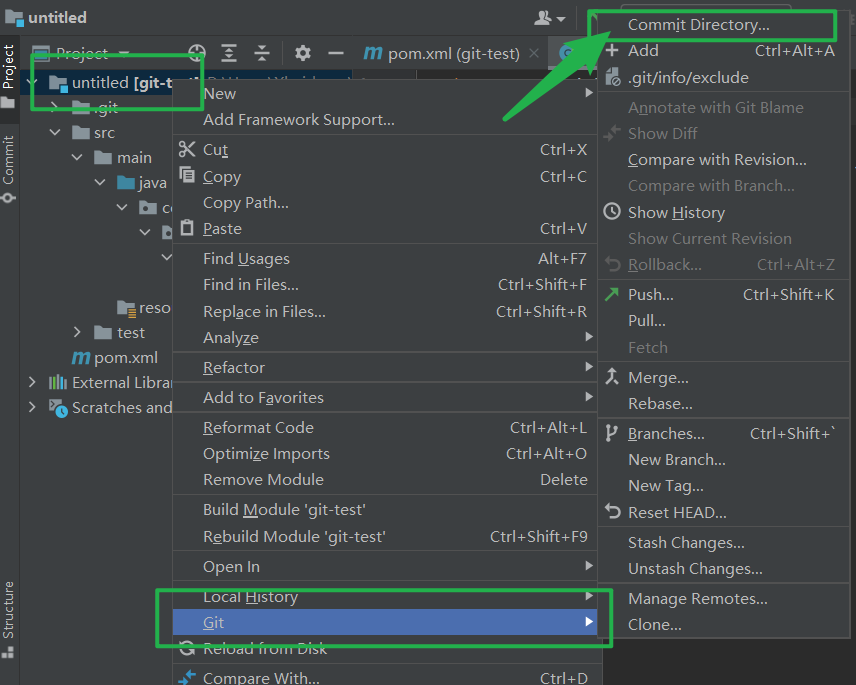 untitled
Project
pom.xml (git-test)
Project
Commit
Structure
untitled
.git
src
main
java
reso
test
pom.xml
External Libra
Scratches and
New
Add Framework Support...
Cut Ctrl+X
Copy Ctrl+C
Copy Path...
Paste Ctrl+V
Find Usages Alt+F7
Find in Files... Ctrl+Shift+F
Replace in Files... Ctrl+Shift+R
Analyze
Refactor
Add to Favorites
Reformat Code Ctrl+Alt+L
Optimize Imports Ctrl+Alt+O
Remove Module Delete
Build Module 'git-test'
Rebuild Module 'git-test' Ctrl+Shift+F9
Open In
Local History
Git
Reload from Disk
Compare With... Ctrl+D
Commit Directory...
Add Ctrl+Alt+A
.git/info/exclude
Annotate with Git Blame
Show Diff
Compare with Revision...
Compare with Branch...
Show History
Show Current Revision
Rollback... Ctrl+Alt+Z
Push... Ctrl+Shift+K
Pull...
Fetch
Merge...
Rebase...
Branches... Ctrl+Shift+`
New Branch...
New Tag...
Reset HEAD...
Stash Changes...
Unstash Changes...
Manage Remotes...
Clone...